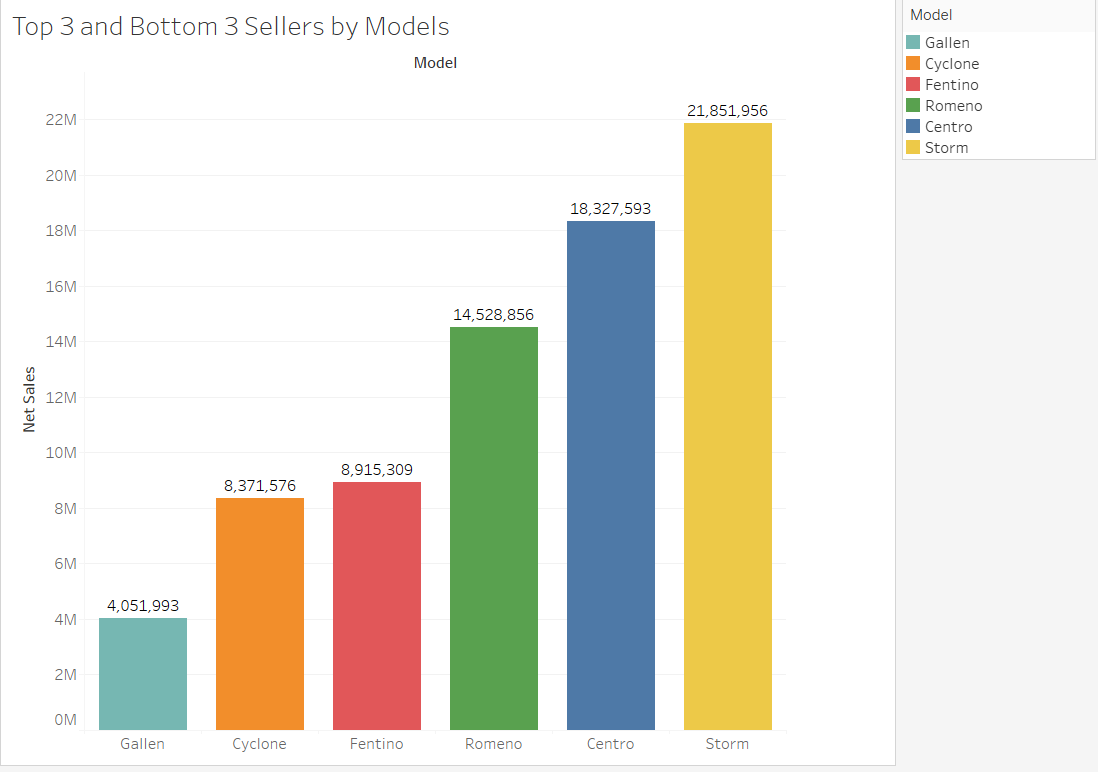 Top 3 and Bottom 3 Sellers by Models
Model
22M
20M
18M
16M
14M
12M
10M
8M
6M
4M
2M
0M
Net Sales
4,051,993
8,371,576
8,915,309
14,528,856
18,327,593
21,851,956
Gallen
Cyclone
Fentino
Romeno
Centro
Storm
Model
Gallen
Cyclone
Fentino
Romeno
Centro
Storm